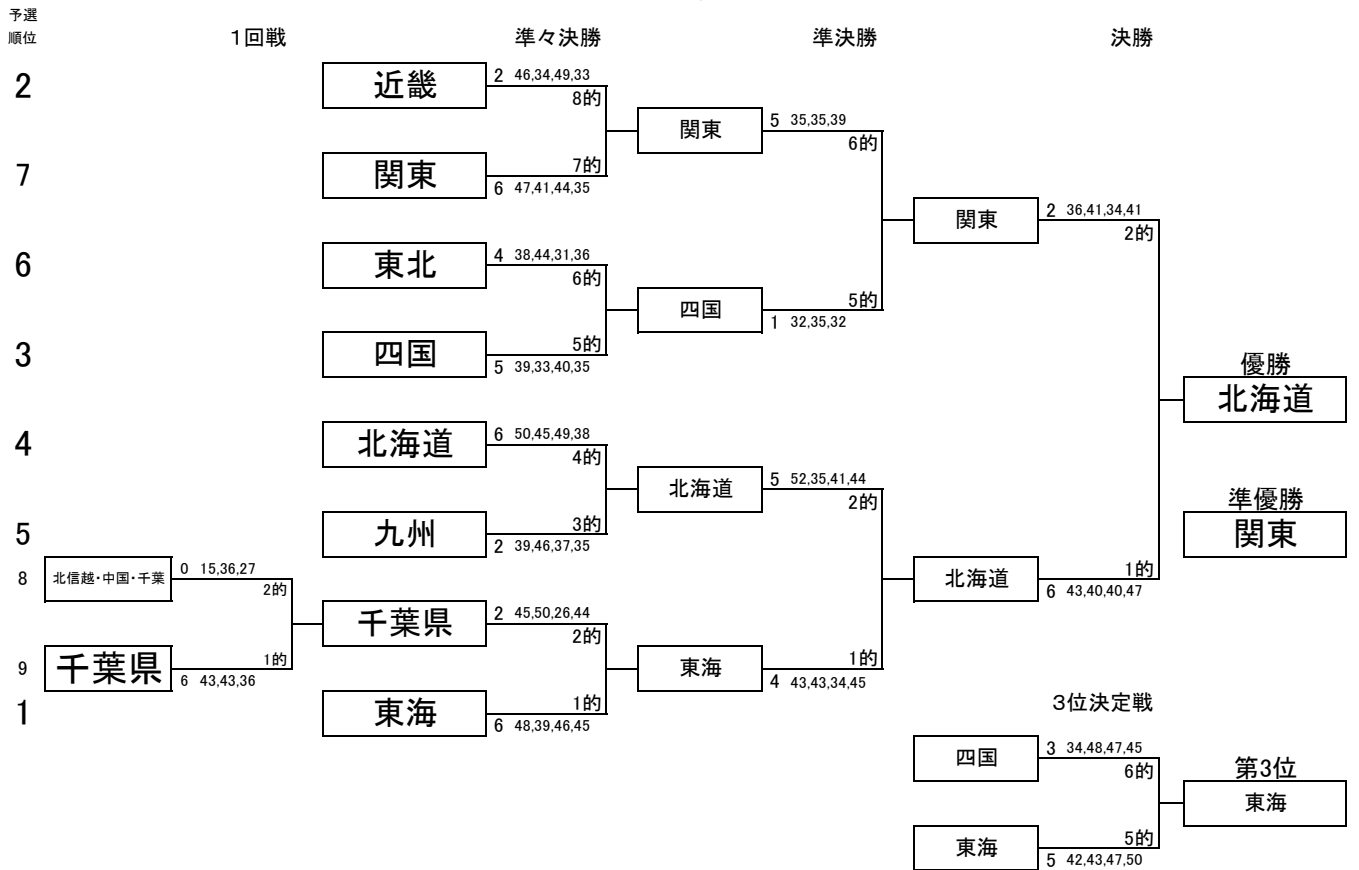 予選
順位
1回戦
準々決勝
準決勝
決勝
2
近畿
2 46,34,49,33
8的
関東
5 35,35,39
6的
7
関東
7的
6 47,41,44,35
関東
2 36,41,34,41
2的
6
東北
4 38,44,31,36
6的
四国
5的
1 32,35,32
3
四国
5的
5 39,33,40,35
優勝
北海道
4
北海道
6 50,45,49,38
4的
北海道
5 52,35,41,44
2的
準優勝
関東
5
九州
3的
2 39,46,37,35
8
北信越・中国・千葉
0 15,36,27
2的
北海道
1的
6 43,40,40,47
千葉県
2 45,50,26,44
2的
9
千葉県
1的
6 43,43,36
東海
1的
4 43,43,34,45
1
東海
1的
6 48,39,46,45
3位決定戦
四国
3 34,48,47,45
6的
第3位
東海
東海
5的
5 42,43,47,50